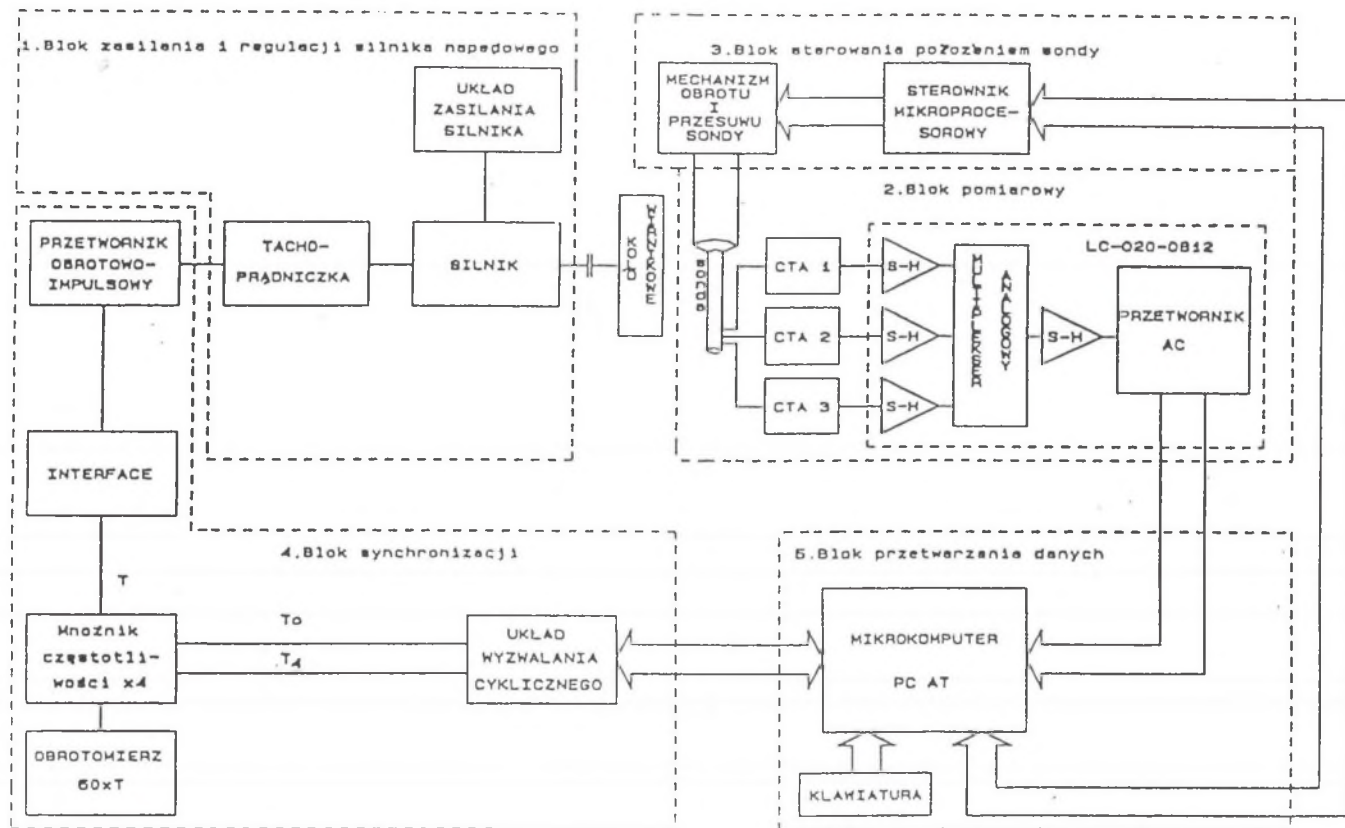 1.Blok zasilania i regulacji silnika napędowego
UKŁAD
ZASILANIA
SILNIKA
PRZETWORNIK
OBROTOWO-
IMPULSOWY
TACHO-
PRĄDNICZKA
SILNIK
KOŁO
WIANCZKOWE
INTERFACE
3.Blok sterowania położeniem sondy
MECHANIZM
OBROTU
I
PRZESUWU
SONDY
STEROWNIK
MIKROPROCE-
SOROWY
2.Blok pomiarowy
LC-020-0812
sonda
CTA 1
CTA 2
CTA 3
S-H
S-H
S-H
MULTIPLEKSER
ANALOGOWY
S-H
PRZETWORNIK
AC
4.Blok synchronizacji
T
Mnożnik
częstotli-
wości x4
To
T4
UKŁAD
WYZWALANIA
CYKLICZNEGO
OBROTOMIERZ
60xT
5.Blok przetwarzania danych
MIKROKOMPUTER
PC AT
KLAWIATURA